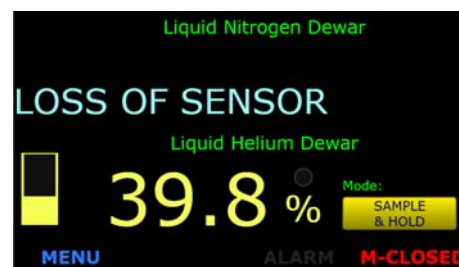 Liquid Nitrogen Dewar
LOSS OF SENSOR
Liquid Helium Dewar
39.8 %
Mode:
SAMPLE
& HOLD
MENU ALARM M-CLOSED